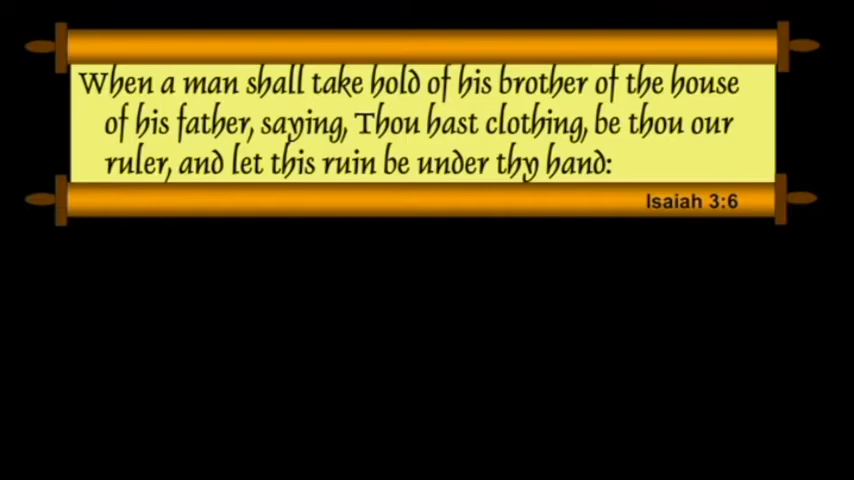 When a man shall take hold of his brother of the house
of his father, saying, Thou hast clothing, be thou our
ruler, and let this ruin be under thy hand:
Isaiah 3:6